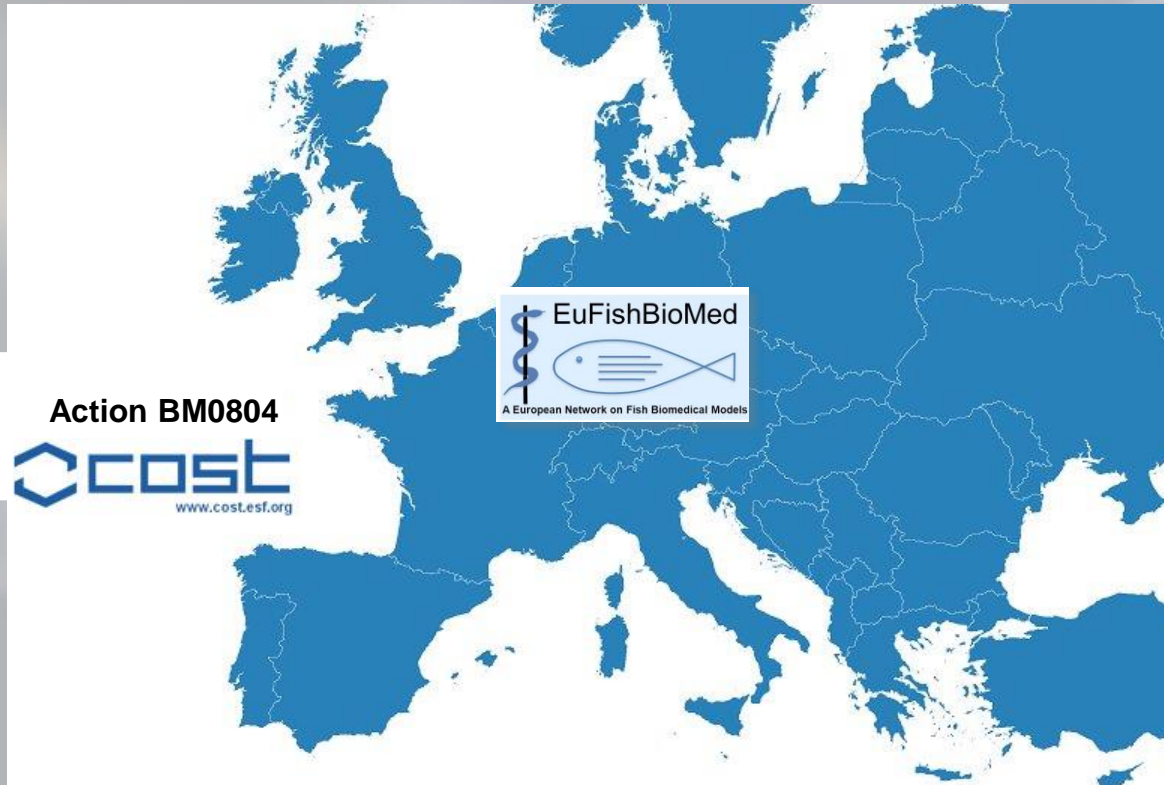 EuFishBioMed
A European Network on Fish Biomedical Models
Action BM0804
cost
www.cost.esf.org